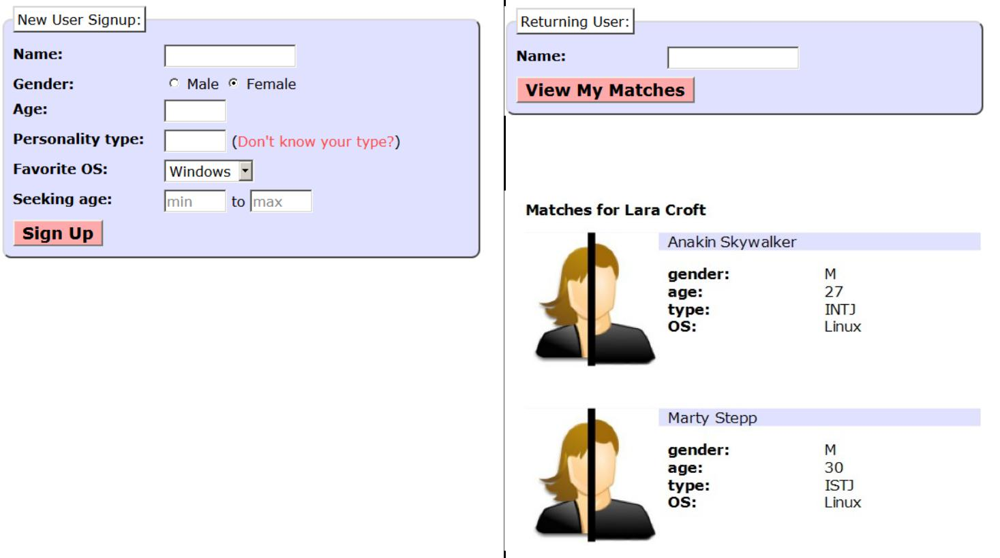 New User Signup:
Name:
Gender: Male Female
Age:
Personality type: (Don't know your type?)
Favorite OS: Windows
Seeking age: min to max
Sign Up
Returning User:
Name:
View My Matches
Matches for Lara Croft
Anakin Skywalker
gender: M
age: 27
type: INTJ
OS: Linux
Marty Stepp
gender: M
age: 30
type: ISTJ
OS: Linux